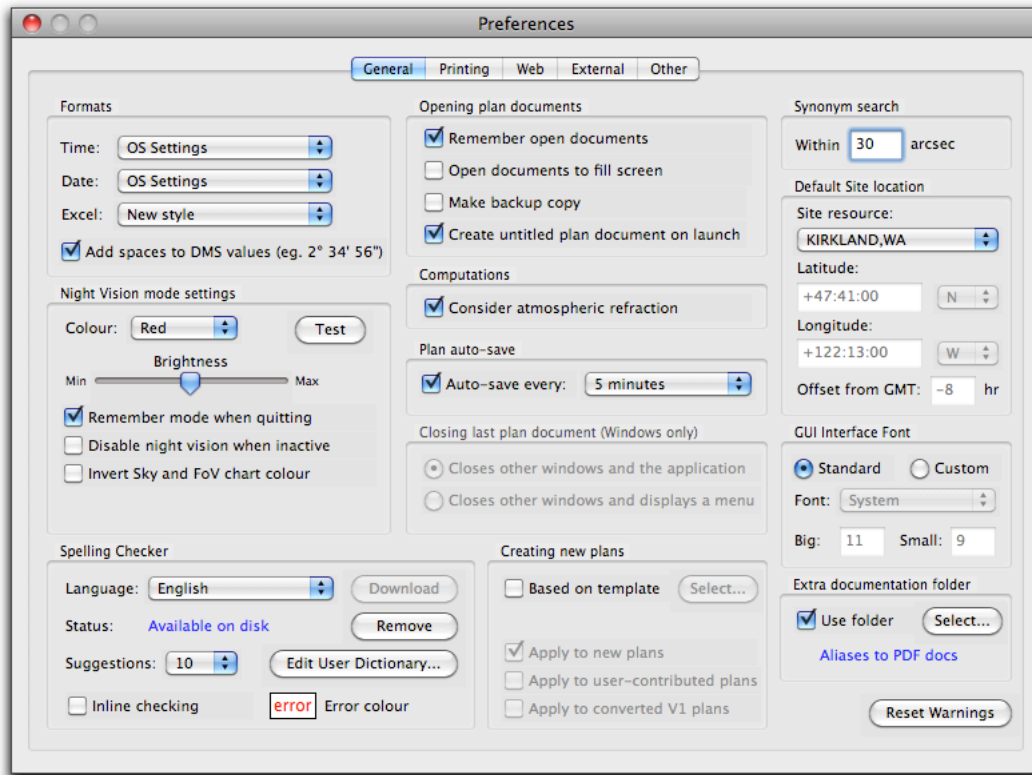 Preferences
General Printing Web External Other
Formats
Time: OS Settings
Date: OS Settings
Excel: New style
Add spaces to DMS values (eg. 2° 34' 56")
Night Vision mode settings
Colour: Red Test
Brightness
Min Max
Remember mode when quitting
Disable night vision when inactive
Invert Sky and FoV chart colour
Opening plan documents
Remember open documents
Open documents to fill screen
Make backup copy
Create untitled plan document on launch
Computations
Consider atmospheric refraction
Plan auto-save
Auto-save every: 5 minutes
Closing last plan document (Windows only)
Closes other windows and the application
Closes other windows and displays a menu
Synonym search
Within 30 arcsec
Default Site location
Site resource:
KIRKLAND,WA
Latitude:
+47:41:00 N
Longitude:
+122:13:00 W
Offset from GMT: -8 hr
GUI Interface Font
Standard Custom
Font: System
Big: 11 Small: 9
Spelling Checker
Language: English Download
Status: Available on disk Remove
Suggestions: 10 Edit User Dictionary...
Inline checking error Error colour
Creating new plans
Based on template Select...
Apply to new plans
Apply to user-contributed plans
Apply to converted V1 plans
Extra documentation folder
Use folder Select...
Aliases to PDF docs
Reset Warnings